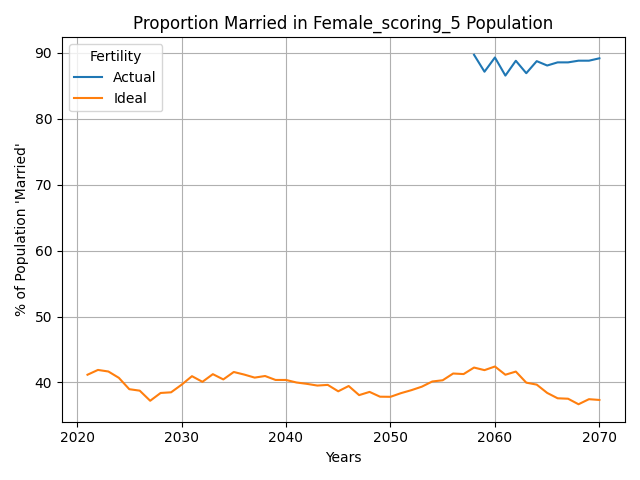 Proportion Married in Female_scoring_5 Population
Fertility
Actual
Ideal
% of Population 'Married'
90
80
70
60
50
40
2020
2030
2040
2050
2060
2070
Years